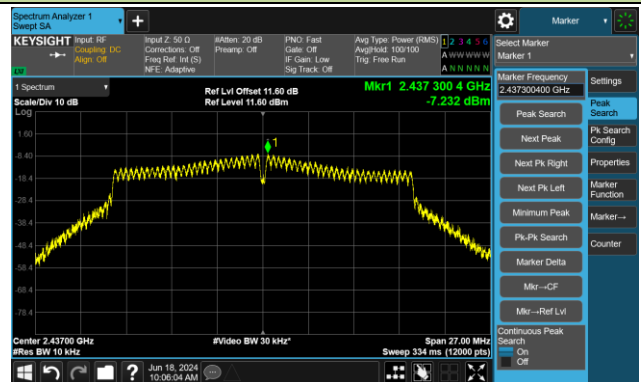 Spectrum Analyzer 1
Swept SA
Marker
KEYSIGHT
Input: RF
Coupling: DC
Align: Off
Input Z: 50 Ω
Corrections: Off
Freq Ref: Int (S)
NFE: Adaptive
#Atten: 20 dB
Preamp: Off
PNO: Fast
Gate: Off
IF Gain: Low
Sig Track: Off
Avg Type: Power (RMS)
Avg|Hold: 100/100
Trig: Free Run
1 2 3 4 5 6
A W W W W W
A N N N N N
Select Marker
Marker 1
1 Spectrum
Scale/Div 10 dB
Log
Ref Lvl Offset 11.60 dB
Ref Level 11.60 dBm
Mkr1 2.437 300 4 GHz
-7.232 dBm
1
1.60
-8.40
-18.4
-28.4
-38.4
-48.4
-58.4
-68.4
-78.4
Center 2.43700 GHz
#Res BW 10 kHz
#Video BW 30 kHz*
Span 27.00 MHz
Sweep 334 ms (12000 pts)
Marker Frequency
2.437300400 GHz
Peak Search
Next Peak
Next Pk Right
Next Pk Left
Minimum Peak
Pk-Pk Search
Marker Delta
Mkr→CF
Mkr→Ref Lvl
Continuous Peak
Search
On
Off
Settings
Peak
Search
Pk Search
Config
Properties
Marker
Function
Marker→
Counter
Jun 18, 2024
10:06:04 AM